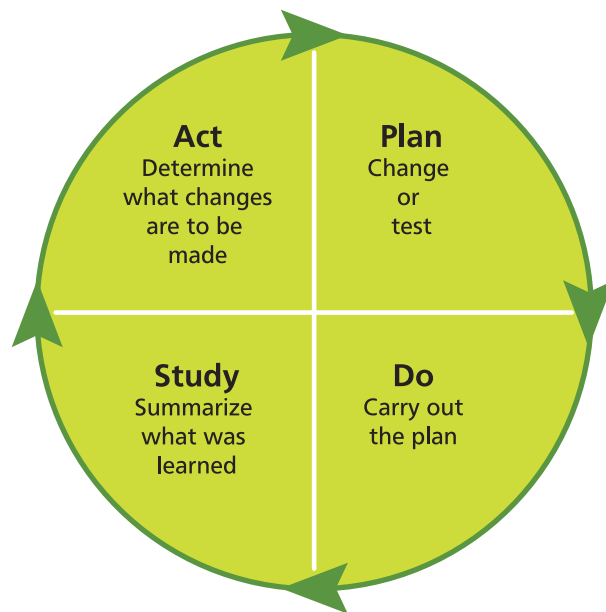 Act
Determine
what changes
are to be
made
Plan
Change
or
test
Study
Summarize
what was
learned
Do
Carry out
the plan